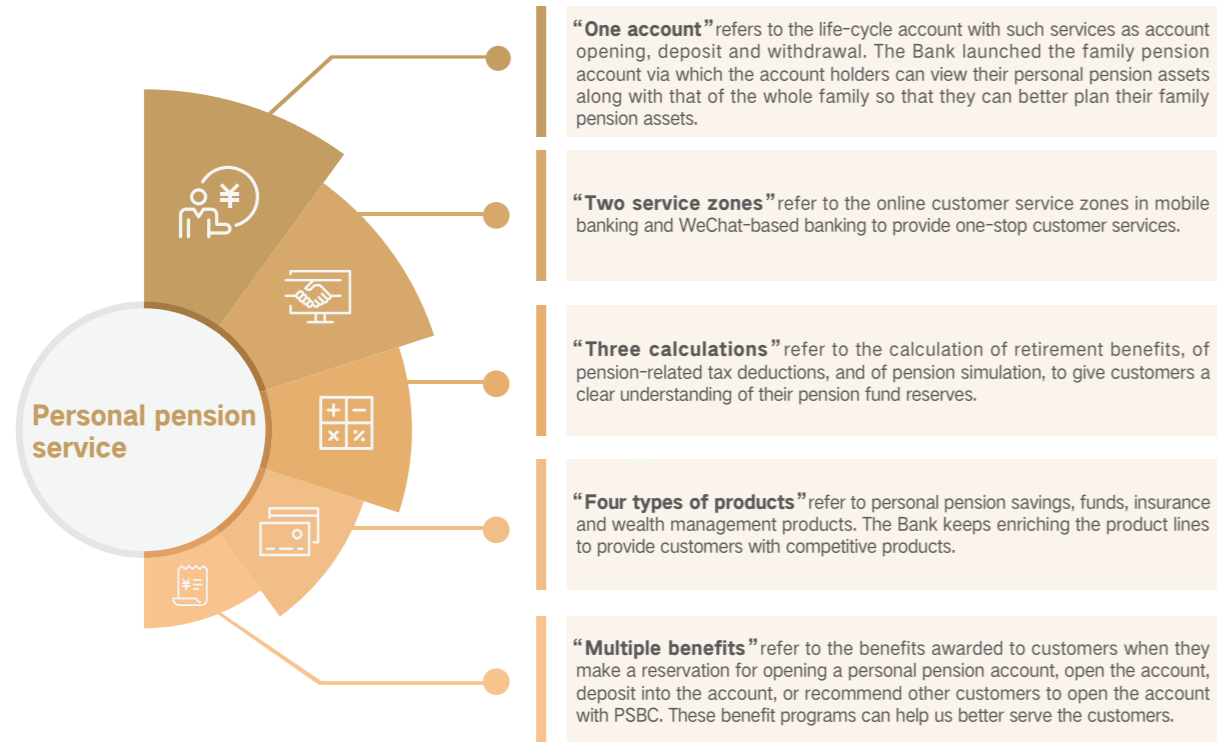 Personal pension
service
“One account” refers to the life-cycle account with such services as account
opening, deposit and withdrawal. The Bank launched the family pension
account via which the account holders can view their personal pension assets
along with that of the whole family so that they can better plan their family
pension assets.
“Two service zones” refer to the online customer service zones in mobile
banking and WeChat-based banking to provide one-stop customer services.
“Three calculations” refer to the calculation of retirement benefits, of
pension-related tax deductions, and of pension simulation, to give customers a
clear understanding of their pension fund reserves.
“Four types of products” refer to personal pension savings, funds, insurance
and wealth management products. The Bank keeps enriching the product lines
to provide customers with competitive products.
“Multiple benefits” refer to the benefits awarded to customers when they
make a reservation for opening a personal pension account, open the account,
deposit into the account, or recommend other customers to open the account
with PSBC. These benefit programs can help us better serve the customers.